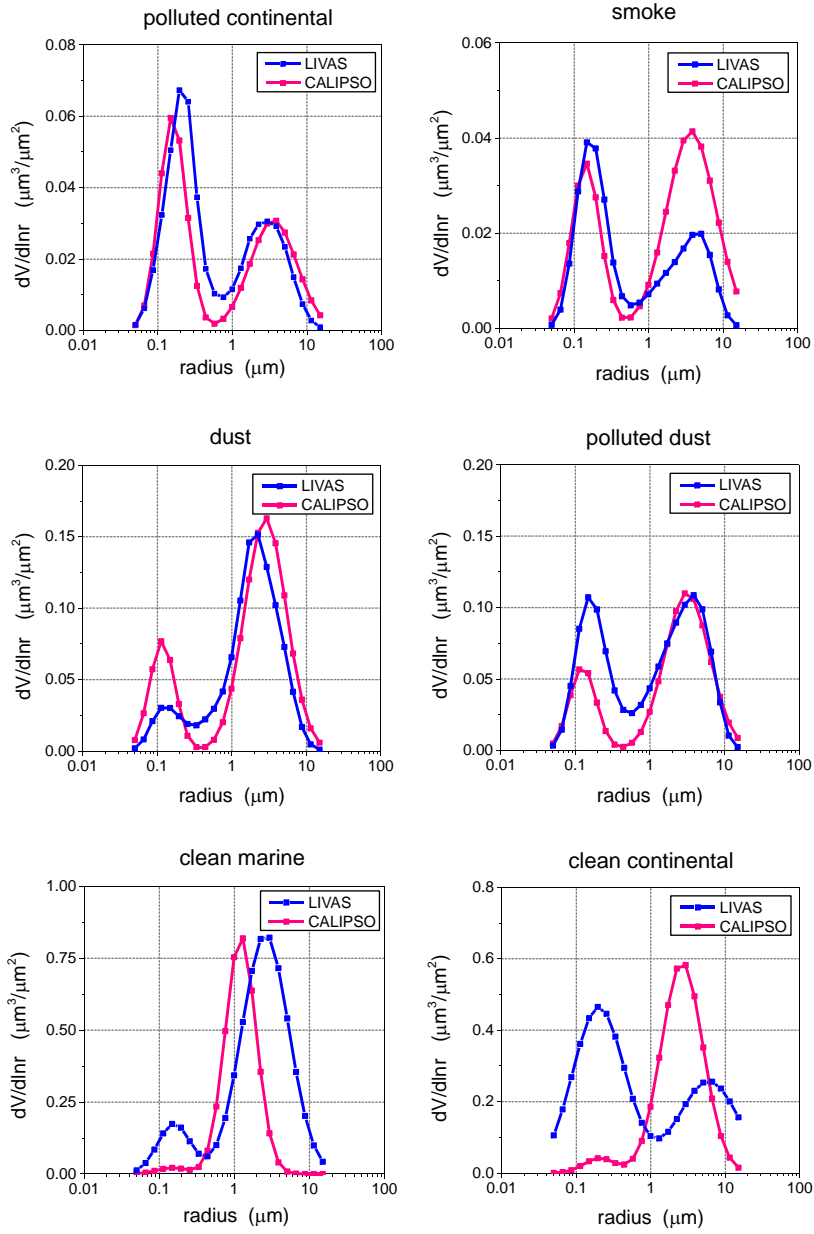 polluted continental
0.08
0.06
0.04
0.02
0.00
dV/dlnr (μm³/μm²)
LIVAS
CALIPSO
0.01 0.1 1 10 100
radius (μm)
smoke
0.06
0.04
0.02
0.00
dV/dlnr (μm³/μm²)
LIVAS
CALIPSO
0.01 0.1 1 10 100
radius (μm)
dust
0.20
0.15
0.10
0.05
0.00
dV/dlnr (μm³/μm²)
LIVAS
CALIPSO
0.01 0.1 1 10 100
radius (μm)
polluted dust
0.20
0.15
0.10
0.05
0.00
dV/dlnr (μm³/μm²)
LIVAS
CALIPSO
0.01 0.1 1 10 100
radius (μm)
clean marine
1.00
0.75
0.50
0.25
0.00
dV/dlnr (μm³/μm²)
LIVAS
CALIPSO
0.01 0.1 1 10 100
radius (μm)
clean continental
0.8
0.6
0.4
0.2
0.0
dV/dlnr (μm³/μm²)
LIVAS
CALIPSO
0.01 0.1 1 10 100
radius (μm)